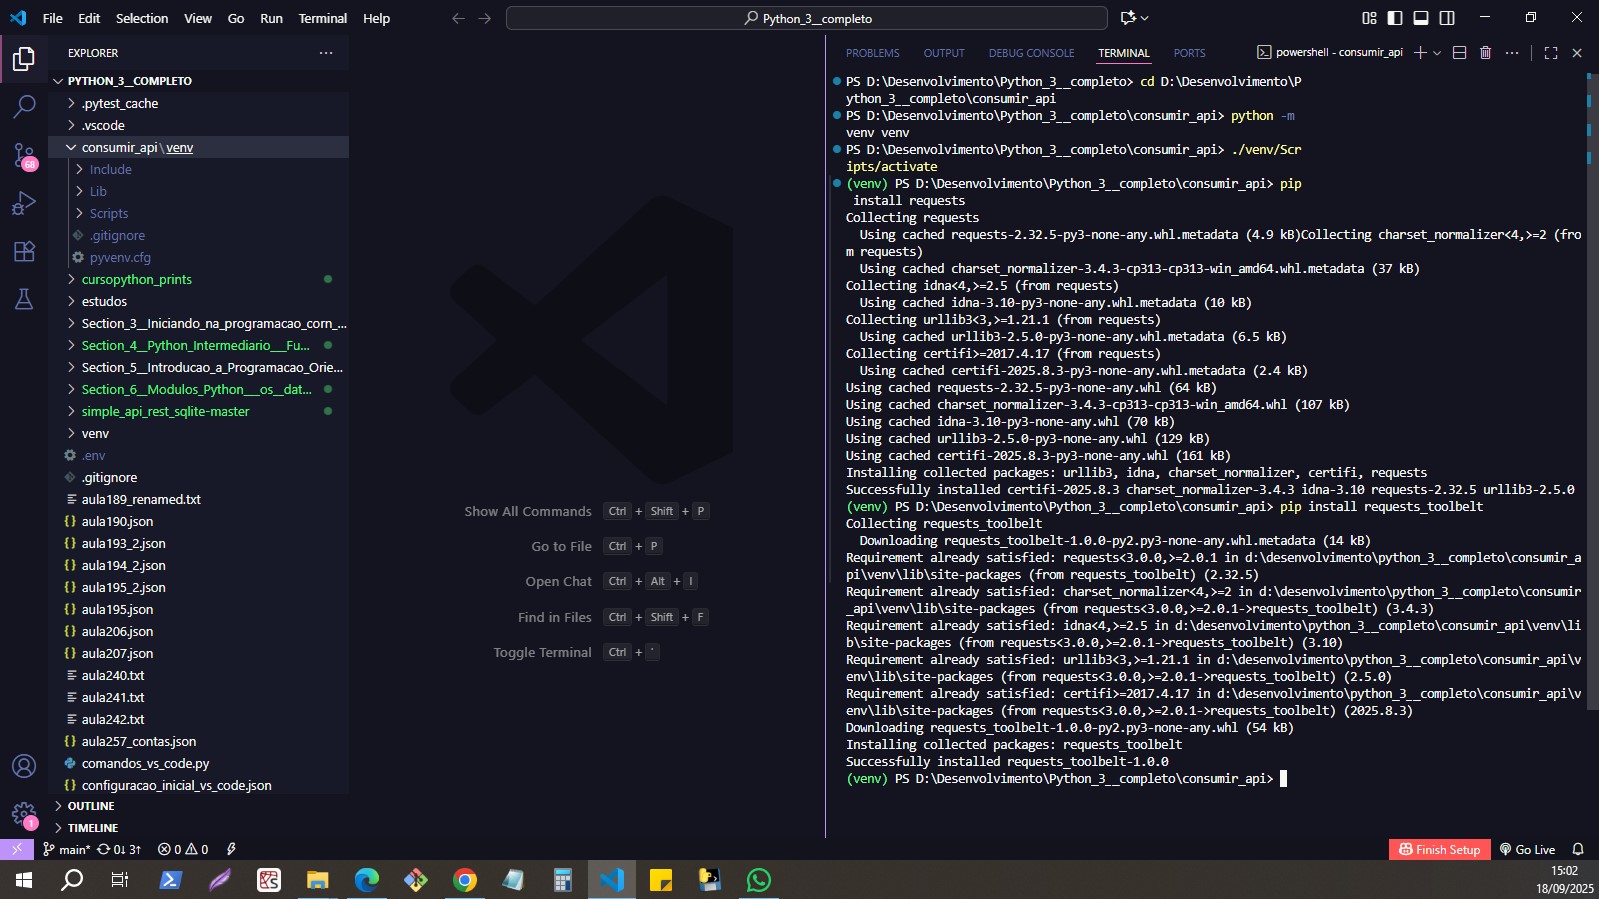 File Edit Selection View Go Run Terminal Help
Python_3__completo
EXPLORER
PYTHON_3__COMPLETO
.pytest_cache
.vscode
consumir_api\venv
Include
Lib
Scripts
.gitignore
pyvenv.cfg
cursopython_prints
estudos
Section_3__Iniciando_na_programacao_corn_...
Section_4__Python_Intermediario___Fu...
Section_5__Introducao_a_Programacao_Orie...
Section_6__Modulos_Python___os__dat...
simple_api_rest_sqlite-master
venv
.env
.gitignore
aula189_renamed.txt
aula190.json
aula193_2.json
aula194_2.json
aula195_2.json
aula195.json
aula206.json
aula207.json
aula240.txt
aula241.txt
aula242.txt
aula257_contas.json
comandos_vs_code.py
configuracao_inicial_vs_code.json
OUTLINE
TIMELINE
68
1
Show All Commands Ctrl + Shift + P
Go to File Ctrl + P
Open Chat Ctrl + Alt + I
Find in Files Ctrl + Shift + F
Toggle Terminal Ctrl + '
PROBLEMS OUTPUT DEBUG CONSOLE TERMINAL PORTS
powershell - consumir_api
PS D:\Desenvolvimento\Python_3__completo> cd D:\Desenvolvimento\P
ython_3__completo\consumir_api
PS D:\Desenvolvimento\Python_3__completo\consumir_api> python -m
venv venv
PS D:\Desenvolvimento\Python_3__completo\consumir_api> ./venv/Scr
ipts/activate
(venv) PS D:\Desenvolvimento\Python_3__completo\consumir_api> pip
install requests
Collecting requests
Using cached requests-2.32.5-py3-none-any.whl.metadata (4.9 kB)Collecting charset_normalizer<4,>=2 (fro
m requests)
Using cached charset_normalizer-3.4.3-cp313-cp313-win_amd64.whl.metadata (37 kB)
Collecting idna<4,>=2.5 (from requests)
Using cached idna-3.10-py3-none-any.whl.metadata (10 kB)
Collecting urllib3<3,>=1.21.1 (from requests)
Using cached urllib3-2.5.0-py3-none-any.whl.metadata (6.5 kB)
Collecting certifi>=2017.4.17 (from requests)
Using cached certifi-2025.8.3-py3-none-any.whl.metadata (2.4 kB)
Using cached requests-2.32.5-py3-none-any.whl (64 kB)
Using cached charset_normalizer-3.4.3-cp313-cp313-win_amd64.whl (107 kB)
Using cached idna-3.10-py3-none-any.whl (70 kB)
Using cached urllib3-2.5.0-py3-none-any.whl (129 kB)
Using cached certifi-2025.8.3-py3-none-any.whl (161 kB)
Installing collected packages: urllib3, idna, charset_normalizer, certifi, requests
Successfully installed certifi-2025.8.3 charset_normalizer-3.4.3 idna-3.10 requests-2.32.5 urllib3-2.5.0
(venv) PS D:\Desenvolvimento\Python_3__completo\consumir_api> pip install requests_toolbelt
Collecting requests_toolbelt
Downloading requests_toolbelt-1.0.0-py2.py3-none-any.whl.metadata (14 kB)
Requirement already satisfied: requests<3.0.0,>=2.0.1 in d:\desenvolvimento\python_3__completo\consumir_a
pi\venv\lib\site-packages (from requests_toolbelt) (2.32.5)
Requirement already satisfied: charset_normalizer<4,>=2 in d:\desenvolvimento\python_3__completo\consumir
_api\venv\lib\site-packages (from requests<3.0.0,>=2.0.1->requests_toolbelt) (3.4.3)
Requirement already satisfied: idna<4,>=2.5 in d:\desenvolvimento\python_3__completo\consumir_api\venv\li
b\site-packages (from requests<3.0.0,>=2.0.1->requests_toolbelt) (3.10)
Requirement already satisfied: urllib3<3,>=1.21.1 in d:\desenvolvimento\python_3__completo\consumir_api\v
env\lib\site-packages (from requests<3.0.0,>=2.0.1->requests_toolbelt) (2.5.0)
Requirement already satisfied: certifi>=2017.4.17 in d:\desenvolvimento\python_3__completo\consumir_api\v
env\lib\site-packages (from requests<3.0.0,>=2.0.1->requests_toolbelt) (2025.8.3)
Downloading requests_toolbelt-1.0.0-py2.py3-none-any.whl (54 kB)
Installing collected packages: requests_toolbelt
Successfully installed requests_toolbelt-1.0.0
(venv) PS D:\Desenvolvimento\Python_3__completo\consumir_api>
main* 0↓ 3↑ 0 0
Finish Setup Go Live
15:02
18/09/2025